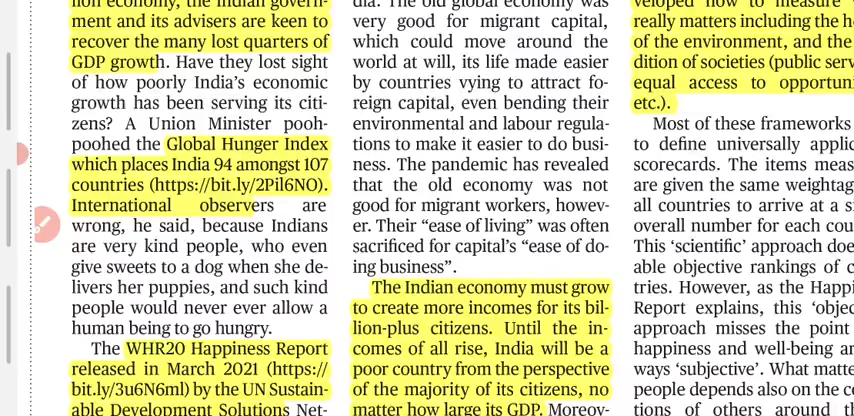 lion economy, the Indian govern-
ment and its advisers are keen to
recover the many lost quarters of
GDP growth. Have they lost sight
of how poorly India's economic
growth has been serving its citi-
zens? A Union Minister pooh-
poohed the Global Hunger Index
which places India 94 amongst 107
countries (https://bit.ly/2Pil6NO).
International observers are
wrong, he said, because Indians
are very kind people, who even
give sweets to a dog when she de-
livers her puppies, and such kind
people would never ever allow a
human being to go hungry.
The WHR20 Happiness Report
released in March 2021 (https://
bit.ly/3u6N6ml) by the UN Sustain-
able Development Solutions Net-
dia. The old global economy was
very good for migrant capital,
which could move around the
world at will, its life made easier
by countries vying to attract fo-
reign capital, even bending their
environmental and labour regula-
tions to make it easier to do busi-
ness. The pandemic has revealed
that the old economy was not
good for migrant workers, howev-
er. Their "ease of living" was often
sacrificed for capital's "ease of do-
ing business".
The Indian economy must grow
to create more incomes for its bil-
lion-plus citizens. Until the in-
comes of all rise, India will be a
poor country from the perspective
of the majority of its citizens, no
matter how large its GDP. Moreov-
veloped how to measure
really matters including the he
of the environment, and the
dition of societies (public serv
equal access to opportuni
etc.).
Most of these frameworks
to define universally applic
scorecards. The items meas
are given the same weightag
all countries to arrive at a si
overall number for each cou
This 'scientific' approach doe
able objective rankings of c
tries. However, as the Happi
Report explains, this 'objec
approach misses the point
happiness and well-being ar
ways 'subjective'. What matte
people depends also on the co
tions of others around th